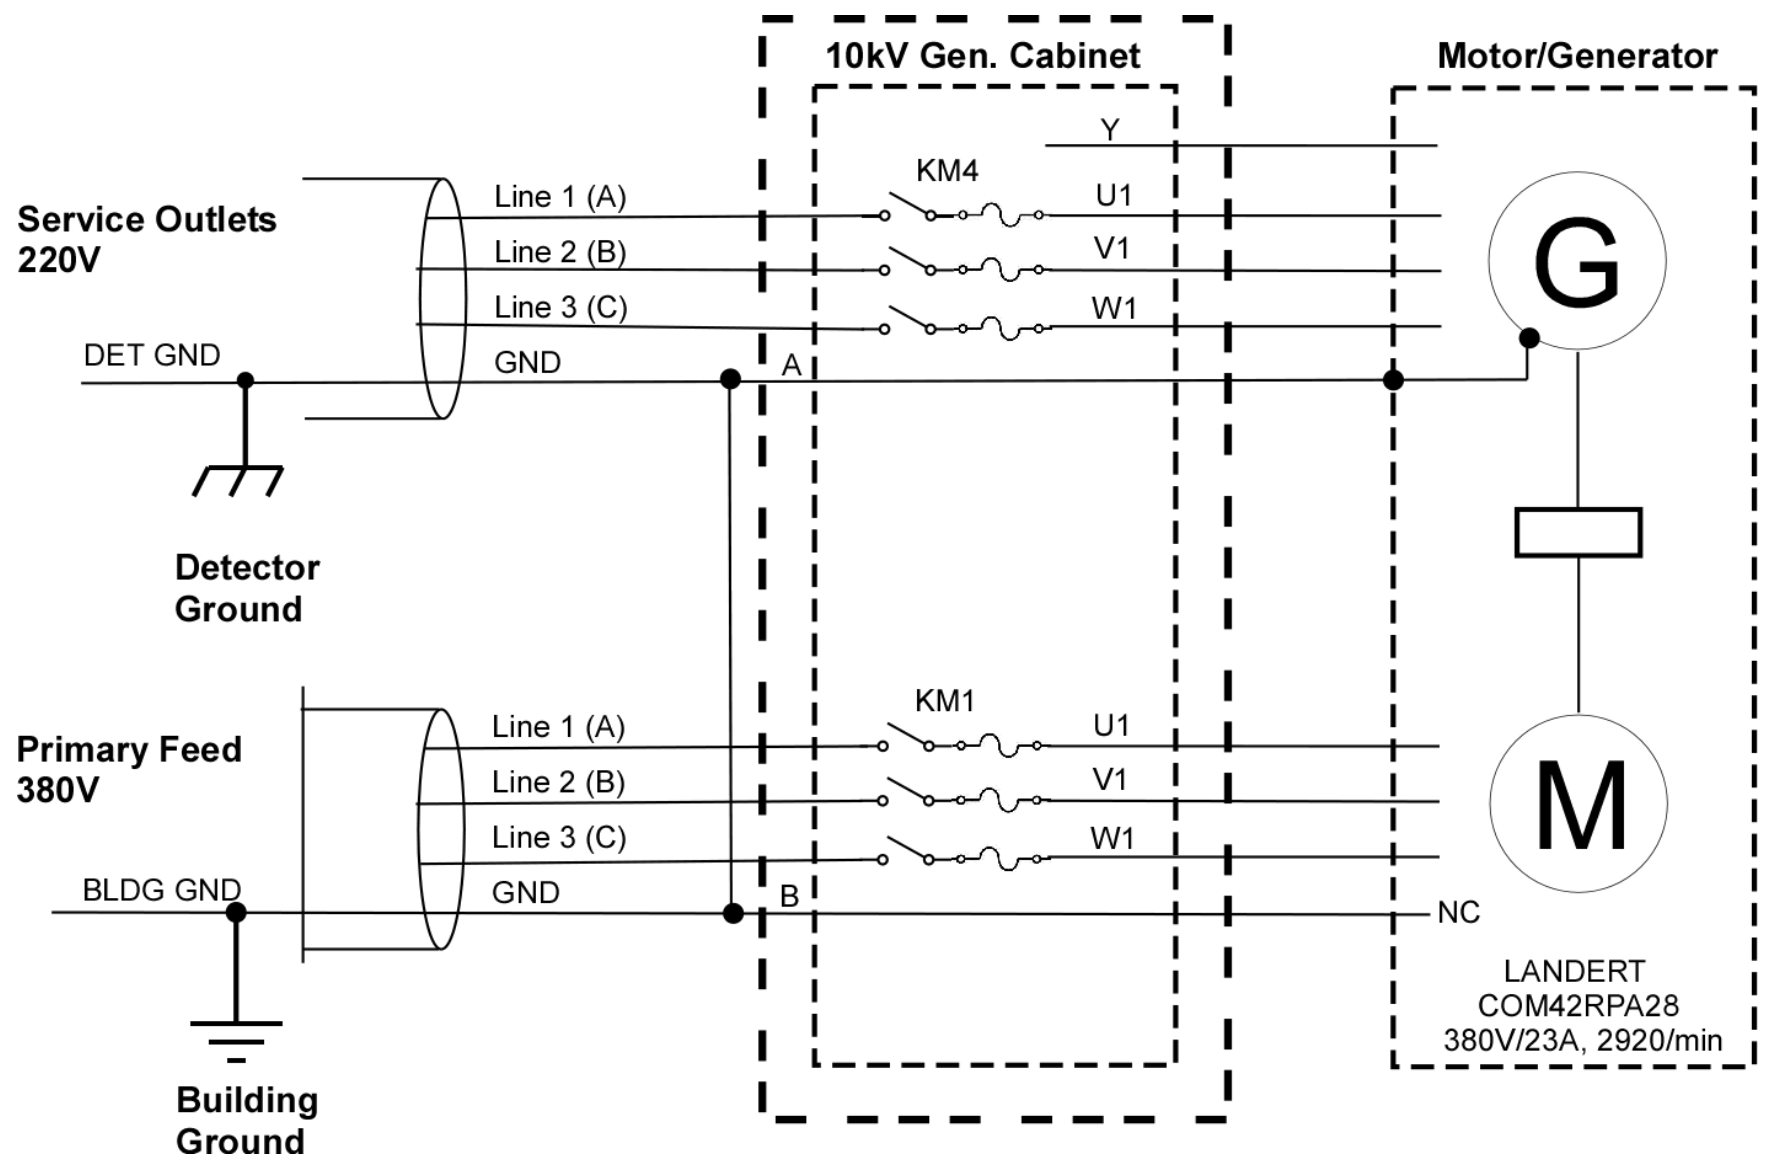 10kV Gen. Cabinet
Motor/Generator
Y
KM4
Service Outlets
220V
Line 1 (A)
U1
Line 2 (B)
V1
Line 3 (C)
W1
G
DET GND
GND
A
Detector
Ground
KM1
Primary Feed
380V
Line 1 (A)
U1
Line 2 (B)
V1
Line 3 (C)
W1
M
BLDG GND
GND
B
NC
LANDERT
COM42RPA28
380V/23A, 2920/min
Building
Ground